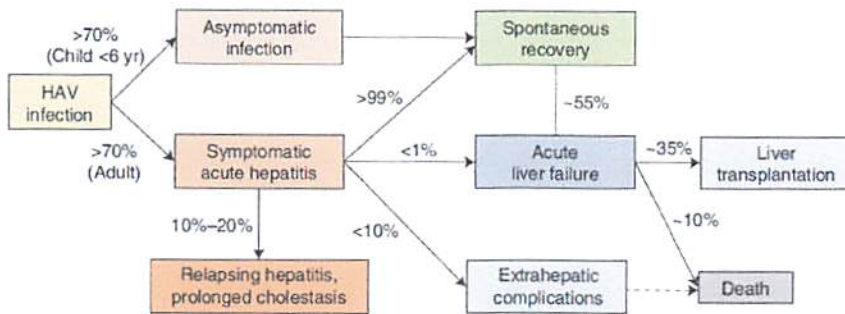 >70%
(Child <6 yr)
Asymptomatic
infection
Spontaneous
recovery
HAV
infection
>99%
~55%
>70%
(Adult)
Symptomatic
acute hepatitis
<1%
Acute
liver failure
~35%
Liver
transplantation
10%–20%
<10%
~10%
Relapsing hepatitis,
prolonged cholestasis
Extrahepatic
complications
Death